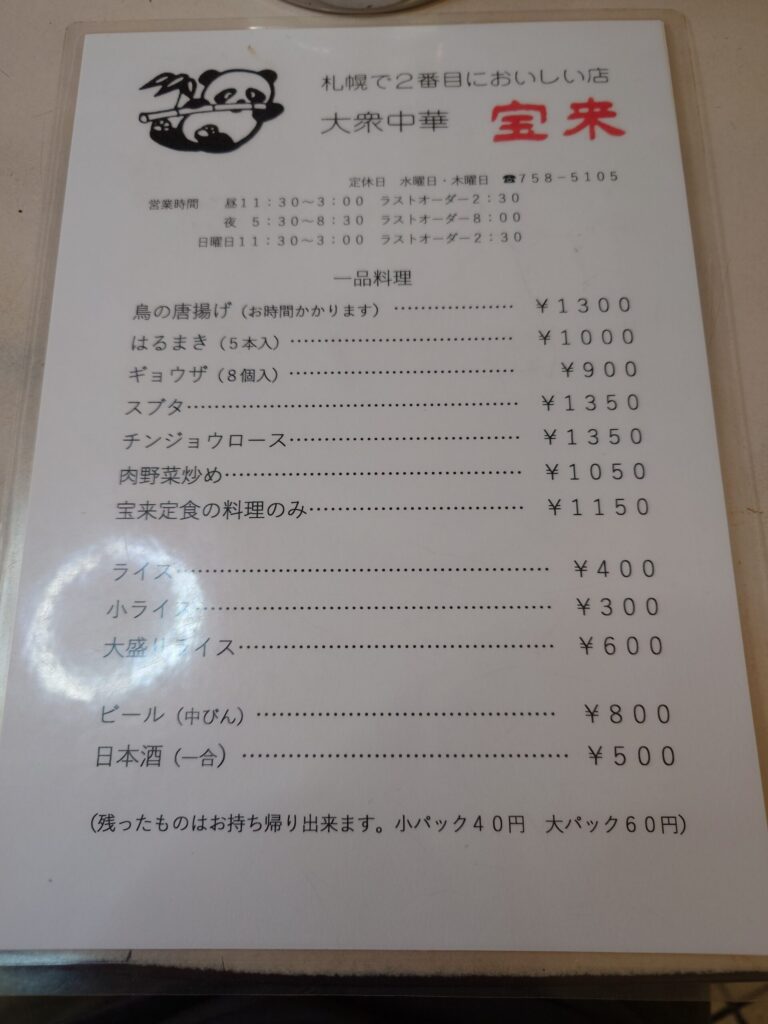 札幌で２番目においしい店
大衆中華 宝来
定休日　水曜日・木曜日　☎７５８－５１０５
営業時間　昼１１：３０～３：００　ラストオーダー２：３０
夜　５：３０～８：３０　ラストオーダー８：００
日曜日１１：３０～３：００　ラストオーダー２：３０
一品料理
鳥の唐揚げ（お時間かかります）………………￥１３００
はるまき（５本入）……………………………￥１０００
ギョウザ（８個入）……………………………￥９００
スブタ…………………………………………￥１３５０
チンジョウロース……………………………￥１３５０
肉野菜炒め……………………………………￥１０５０
宝来定食の料理のみ…………………………￥１１５０
ライス…………………………………………￥４００
小ライス………………………………………￥３００
大盛りライス…………………………………￥６００
ビール（中びん）……………………………￥８００
日本酒（一合）………………………………￥５００
（残ったものはお持ち帰り出来ます。小パック４０円　大パック６０円）